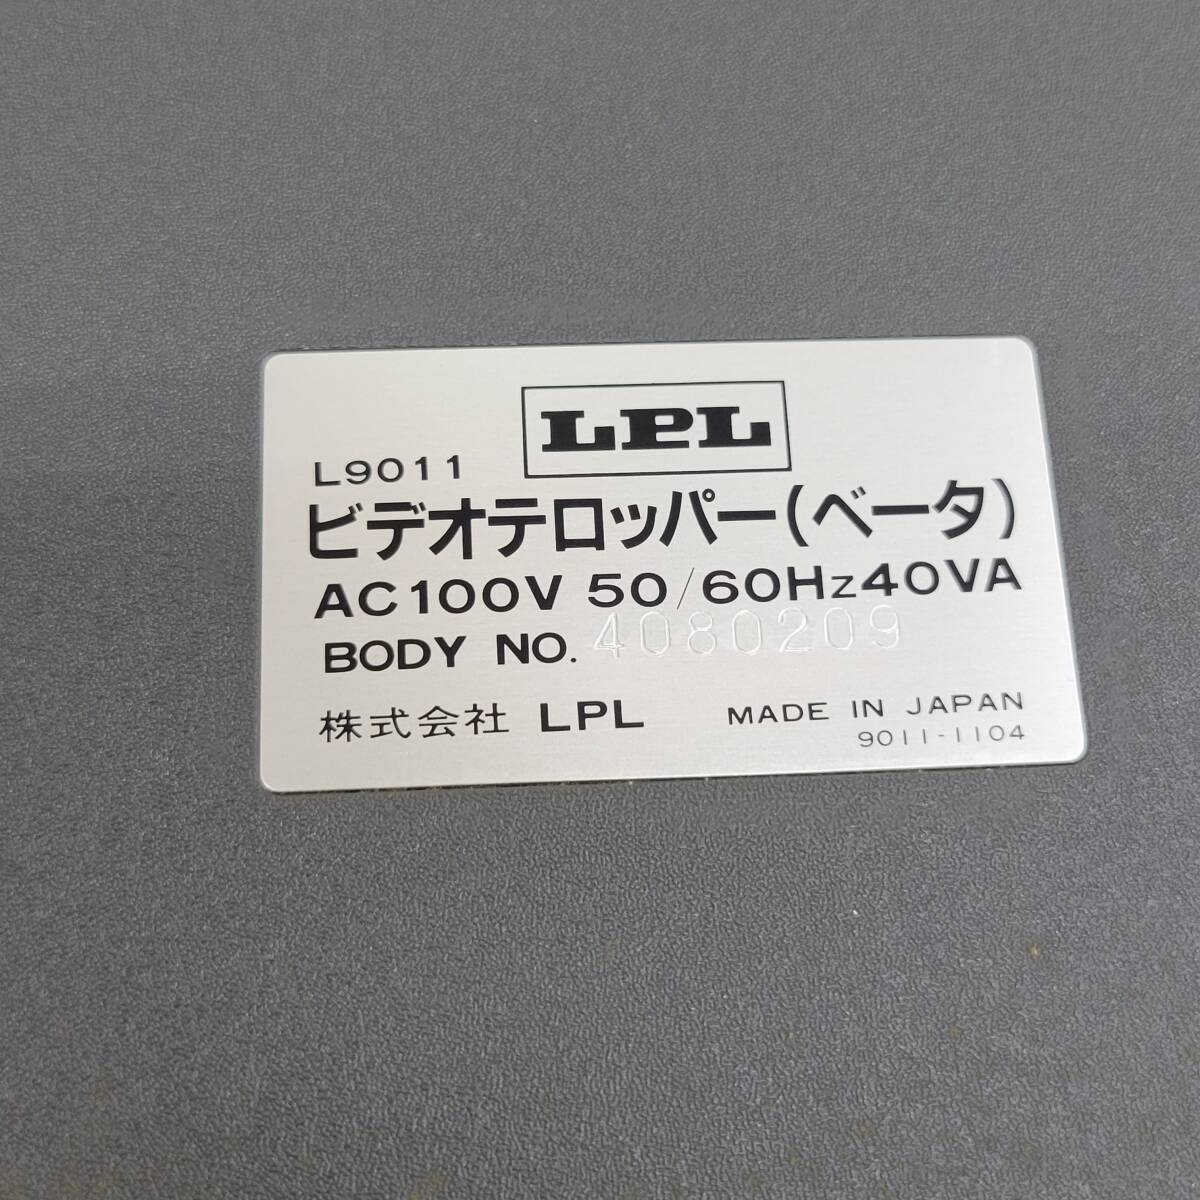 LPL
L9011
ビデオテロッパー(ベータ)
AC100V 50/60Hz40VA
BODY NO. 4080209
株式会社 LPL MADE IN JAPAN
9011-1104